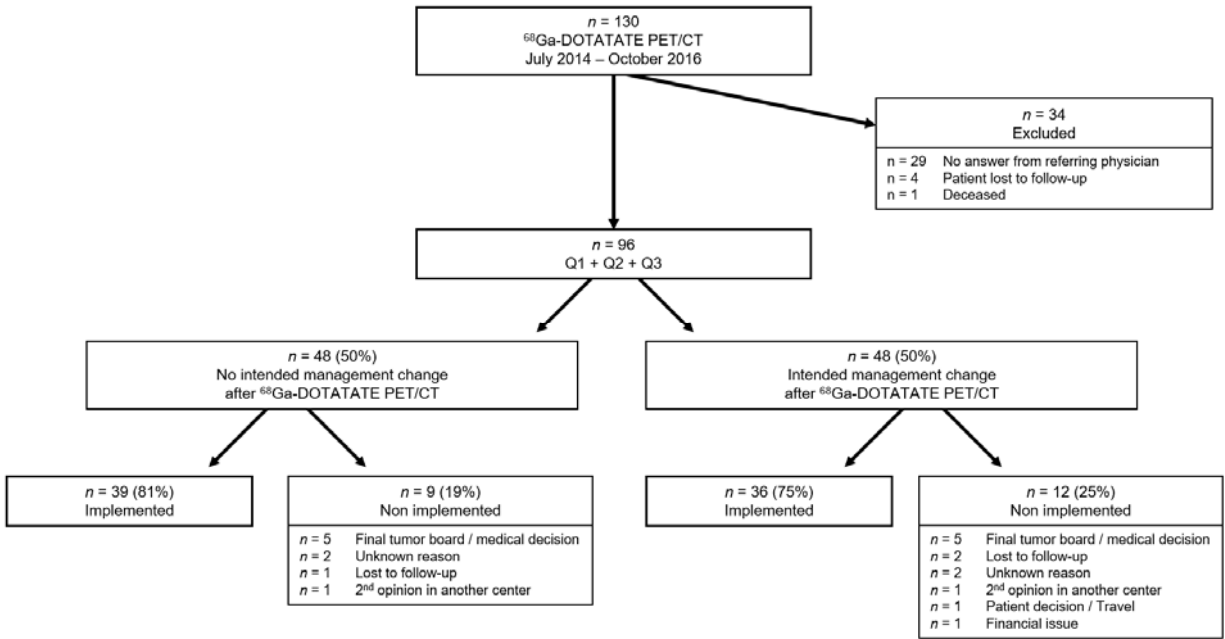 n = 130
⁶⁸Ga-DOTATATE PET/CT
July 2014 – October 2016
n = 34
Excluded
n = 29 No answer from referring physician
n = 4 Patient lost to follow-up
n = 1 Deceased
n = 96
Q1 + Q2 + Q3
n = 48 (50%)
No intended management change
after ⁶⁸Ga-DOTATATE PET/CT
n = 48 (50%)
Intended management change
after ⁶⁸Ga-DOTATATE PET/CT
n = 39 (81%)
Implemented
n = 9 (19%)
Non implemented
n = 5 Final tumor board / medical decision
n = 2 Unknown reason
n = 1 Lost to follow-up
n = 1 2ⁿᵈ opinion in another center
n = 36 (75%)
Implemented
n = 12 (25%)
Non implemented
n = 5 Final tumor board / medical decision
n = 2 Lost to follow-up
n = 2 Unknown reason
n = 1 2ⁿᵈ opinion in another center
n = 1 Patient decision / Travel
n = 1 Financial issue